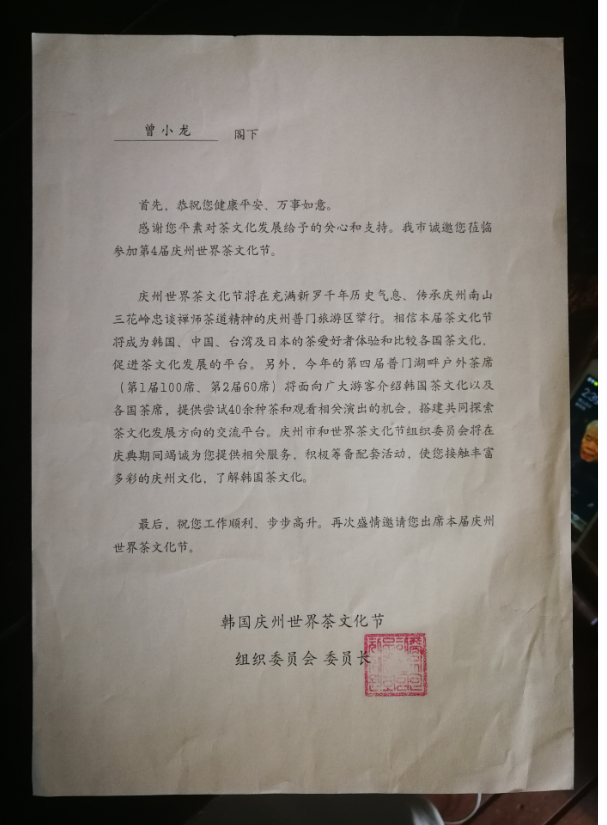 曾小龙 阁下
首先、恭祝您健康平安、万事如意。
感谢您平素对茶文化发展给予的关心和支持。我市诚邀您莅临
参加第4届庆州世界茶文化节。
庆州世界茶文化节将在充满新罗千年历史气息、传承庆州南山
三花岭忠谈禅师茶道精神的庆州普门旅游区举行。相信本届茶文化节
将成为韩国、中国、台湾及日本的茶爱好者体验和比较各国茶文化，
促进茶文化发展的平台。另外，今年的第四届普门湖畔户外茶席
（第1届100席、第2届60席）将面向广大游客介绍韩国茶文化以及
各国茶席，提供尝试40余种茶和观看相关演出的机会，搭建共同探索
茶文化发展方向的交流平台。庆州市和世界茶文化节组织委员会将在
庆典期间竭诚为您提供相关服务，积极筹备配套活动，使您接触丰富
多彩的庆州文化，了解韩国茶文化。
最后，祝您工作顺利、步步高升。再次盛情邀请您出席本届庆州
世界茶文化节。
韩国庆州世界茶文化节
组织委员会 委员长